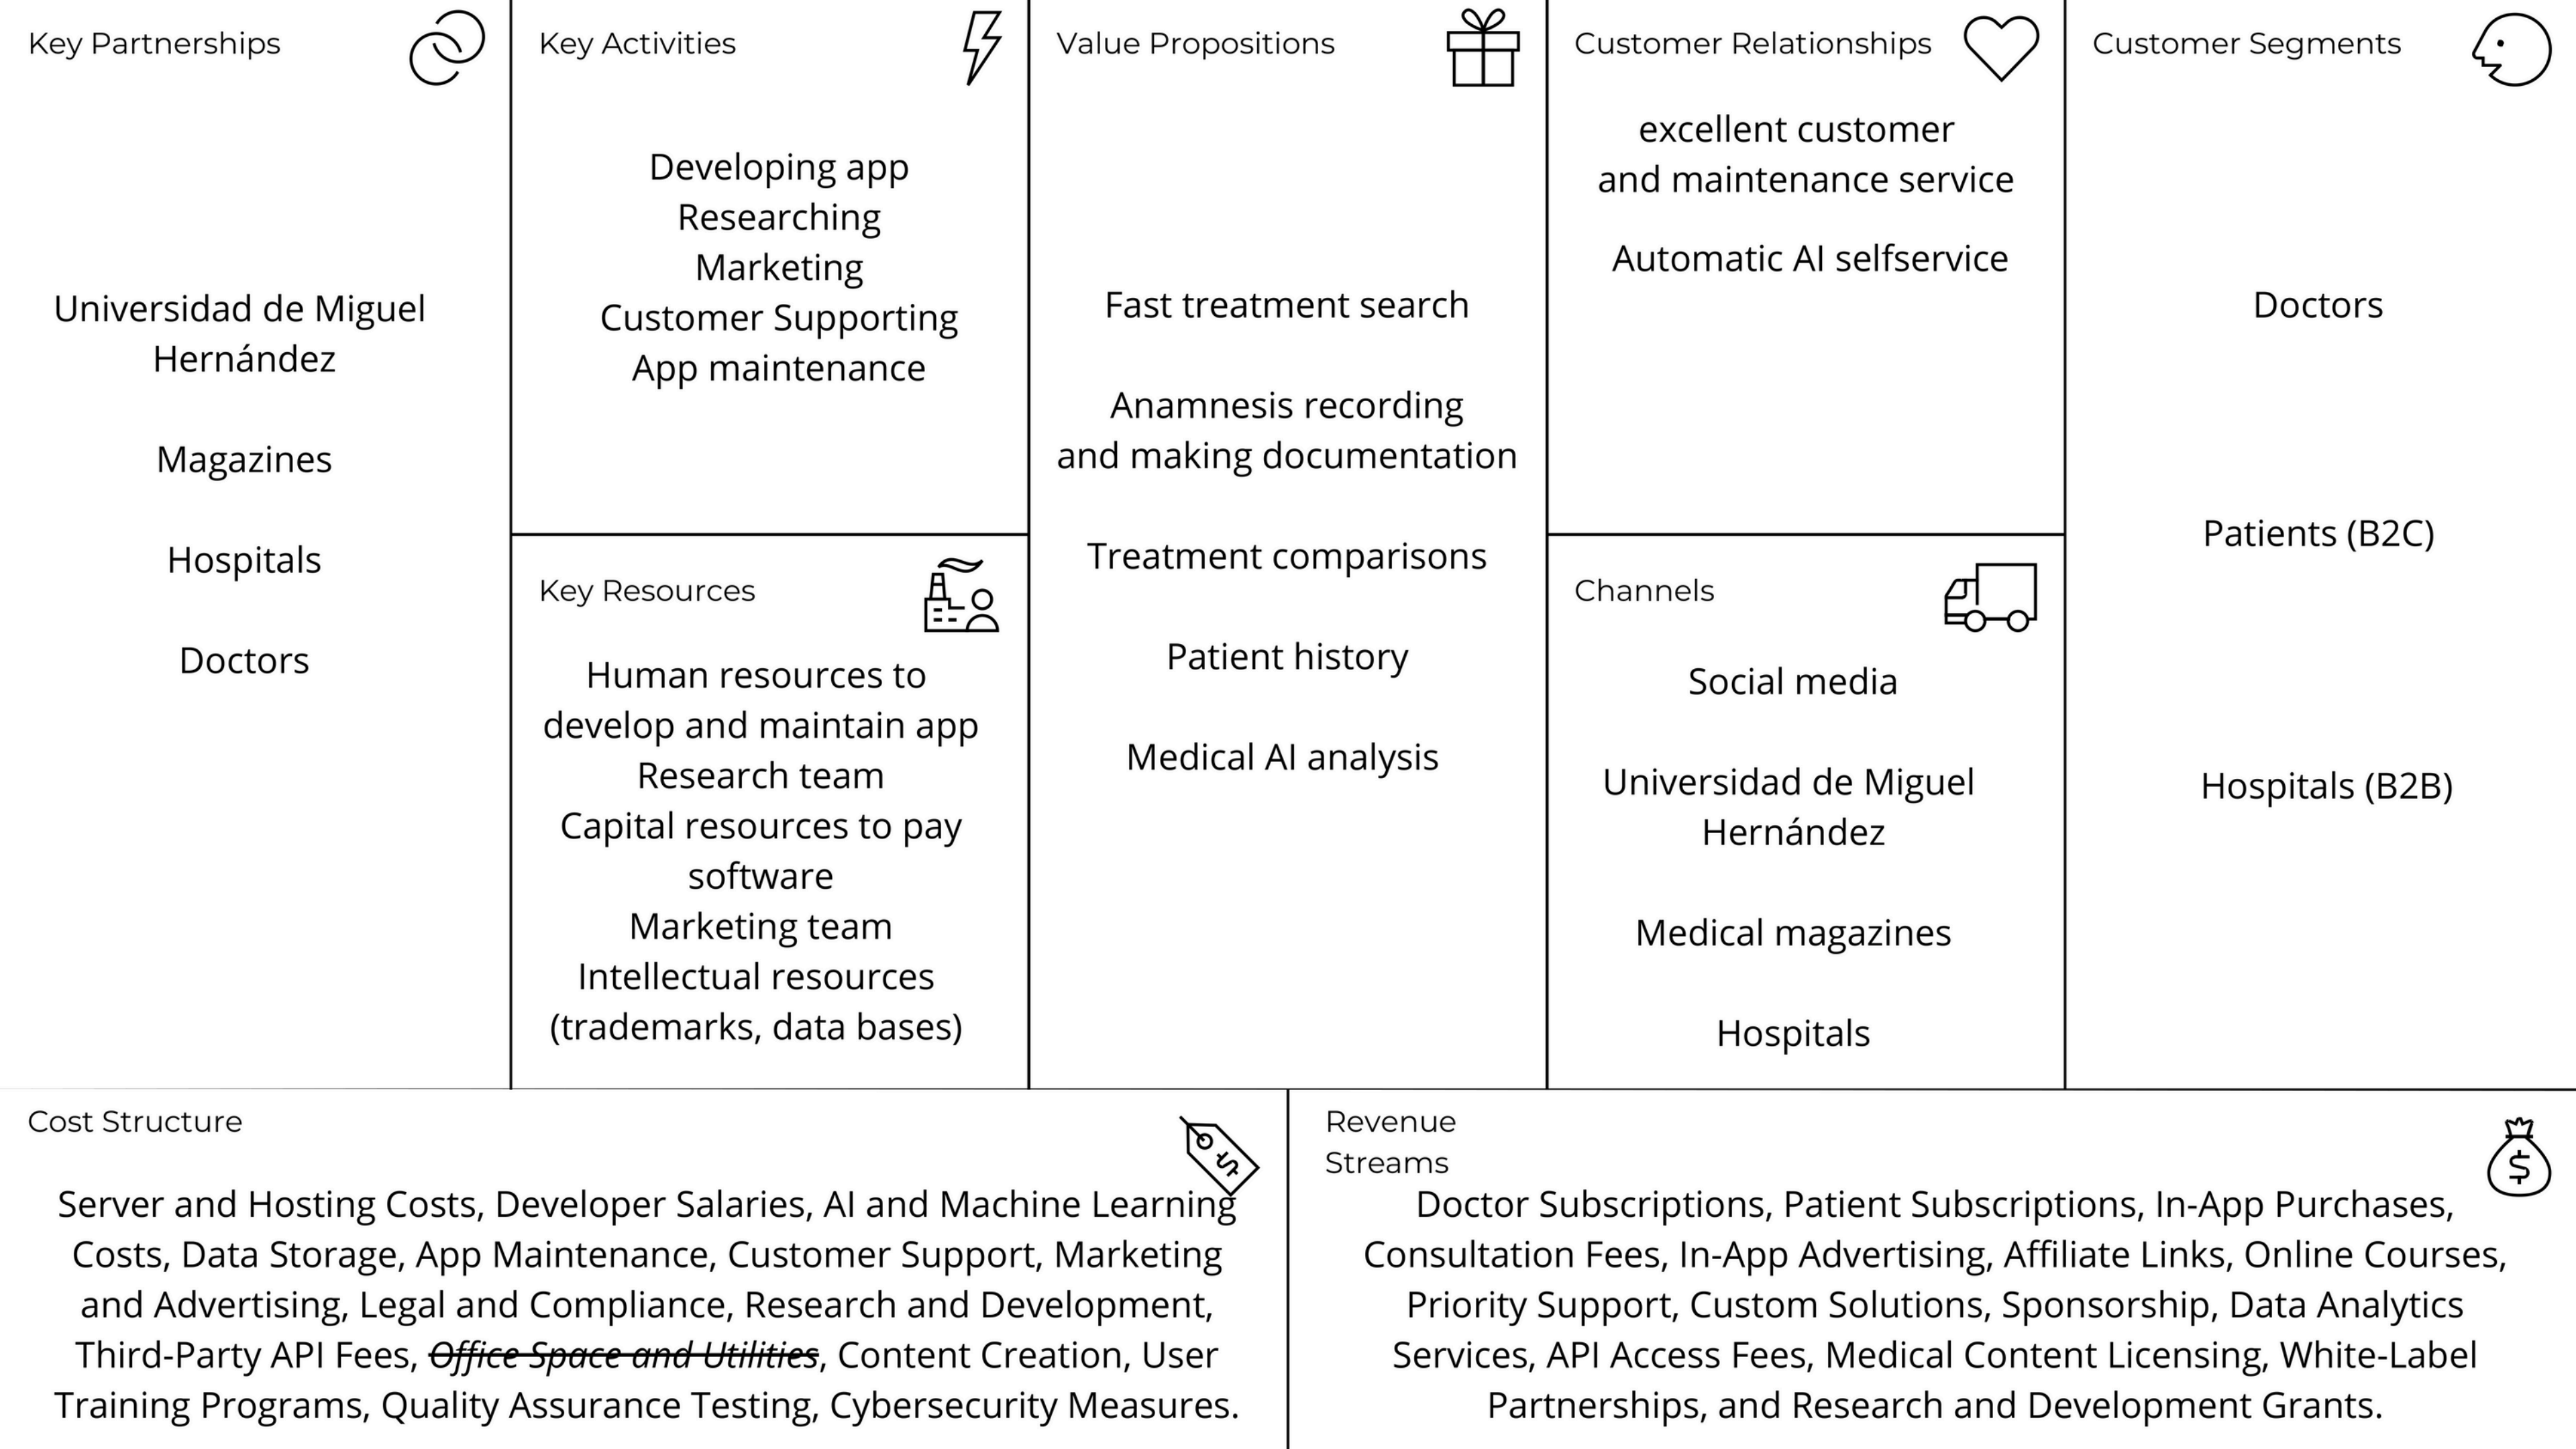 Key Partnerships
Universidad de Miguel
Hernández
Magazines
Hospitals
Doctors
Key Activities
Developing app
Researching
Marketing
Customer Supporting
App maintenance
Key Resources
Human resources to
develop and maintain app
Research team
Capital resources to pay
software
Marketing team
Intellectual resources
(trademarks, data bases)
Value Propositions
Fast treatment search
Anamnesis recording
and making documentation
Treatment comparisons
Patient history
Medical AI analysis
Customer Relationships
excellent customer
and maintenance service
Automatic AI selfservice
Channels
Social media
Universidad de Miguel
Hernández
Medical magazines
Hospitals
Customer Segments
Doctors
Patients (B2C)
Hospitals (B2B)
Cost Structure
Server and Hosting Costs, Developer Salaries, AI and Machine Learning
Costs, Data Storage, App Maintenance, Customer Support, Marketing
and Advertising, Legal and Compliance, Research and Development,
Third-Party API Fees, Office Space and Utilities, Content Creation, User
Training Programs, Quality Assurance Testing, Cybersecurity Measures.
Revenue
Streams
Doctor Subscriptions, Patient Subscriptions, In-App Purchases,
Consultation Fees, In-App Advertising, Affiliate Links, Online Courses,
Priority Support, Custom Solutions, Sponsorship, Data Analytics
Services, API Access Fees, Medical Content Licensing, White-Label
Partnerships, and Research and Development Grants.